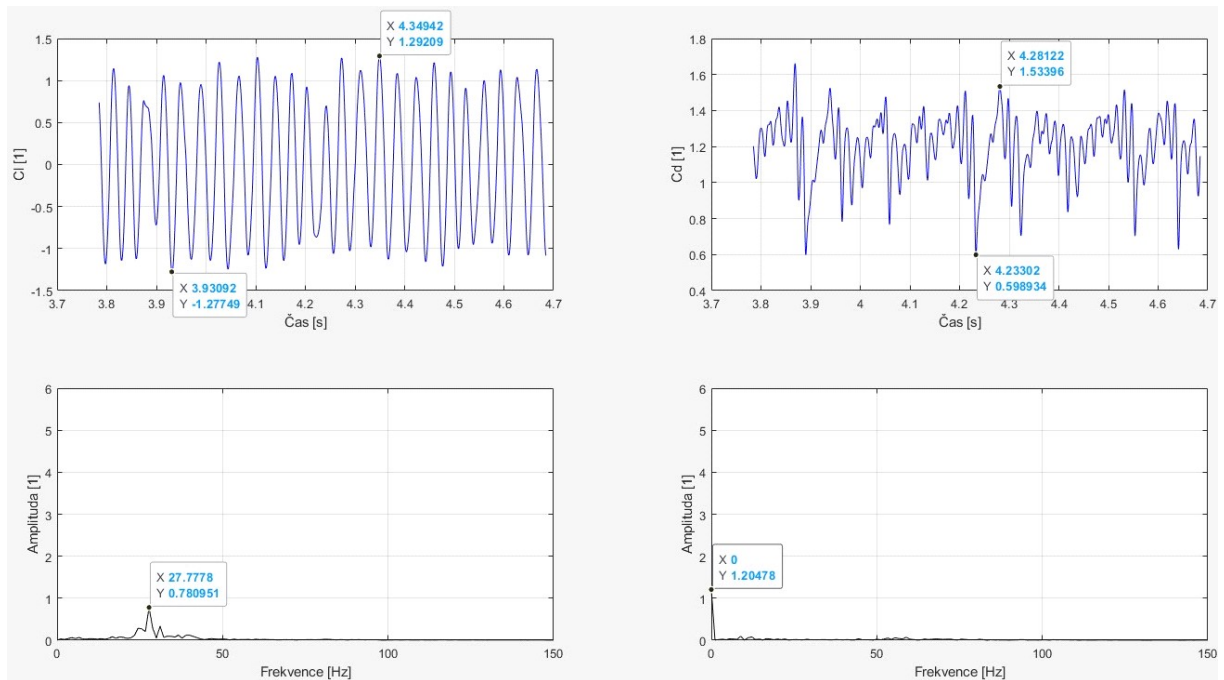 X 4.34942
Y 1.29209
1.5
1
0.5
0
-0.5
-1
-1.5
Cl [1]
X 3.93092
Y -1.27749
3.7
3.8
3.9
4
4.1
4.2
4.3
4.4
4.5
4.6
4.7
Čas [s]
X 4.28122
Y 1.53396
1.8
1.6
1.4
1.2
1
0.8
0.6
0.4
Cd [1]
X 4.23302
Y 0.598934
3.7
3.8
3.9
4
4.1
4.2
4.3
4.4
4.5
4.6
4.7
Čas [s]
6
5
4
3
2
1
0
Amplituda [1]
X 27.7778
Y 0.780951
0
50
100
150
Frekvence [Hz]
6
5
4
3
2
1
0
Amplituda [1]
X 0
Y 1.20478
0
50
100
150
Frekvence [Hz]